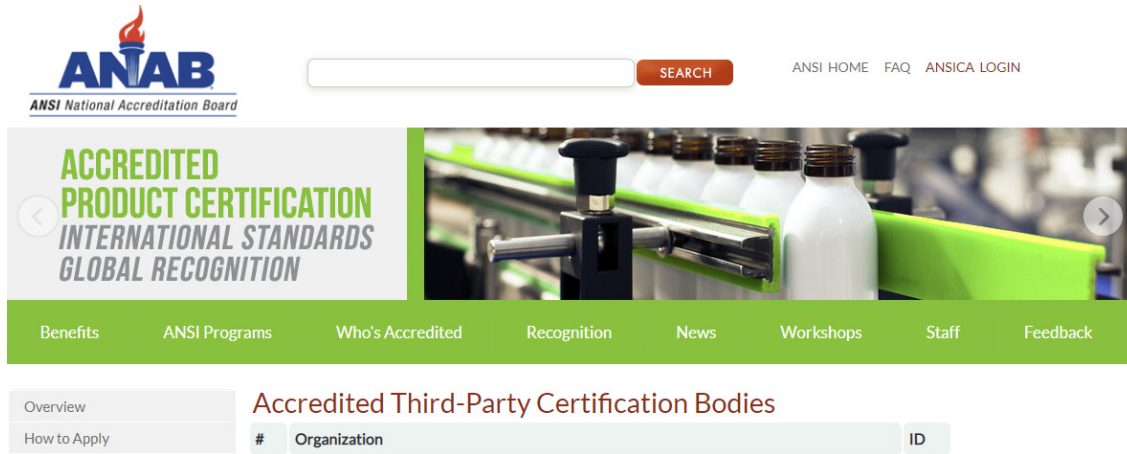 ANAB
ANSI National Accreditation Board
SEARCH
ANSI HOME FAQ ANSICA LOGIN
ACCREDITED
PRODUCT CERTIFICATION
INTERNATIONAL STANDARDS
GLOBAL RECOGNITION
Benefits ANSI Programs Who's Accredited Recognition News Workshops Staff Feedback
Overview
How to Apply
Accredited Third-Party Certification Bodies
# Organization ID